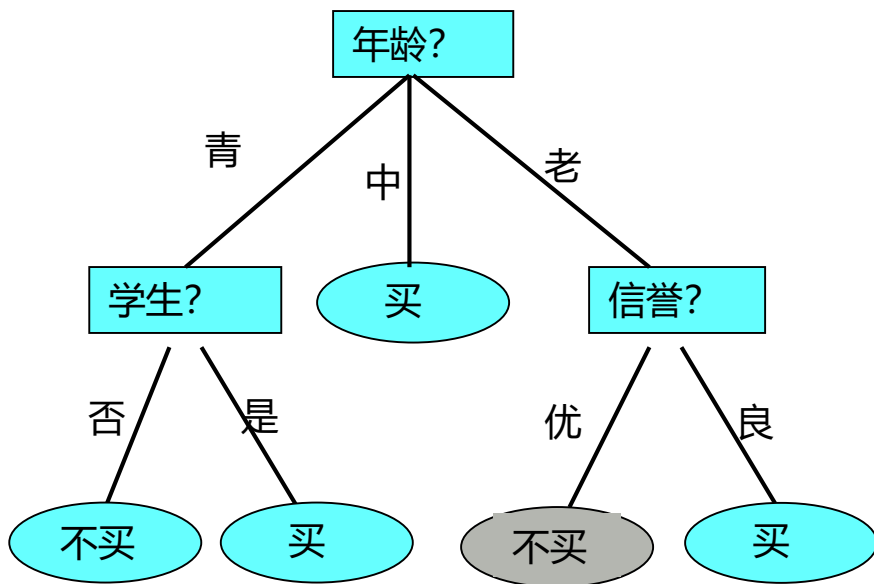 年龄?
青
中
老
学生?
买
信誉?
否
是
优
良
不买
买
不买
买